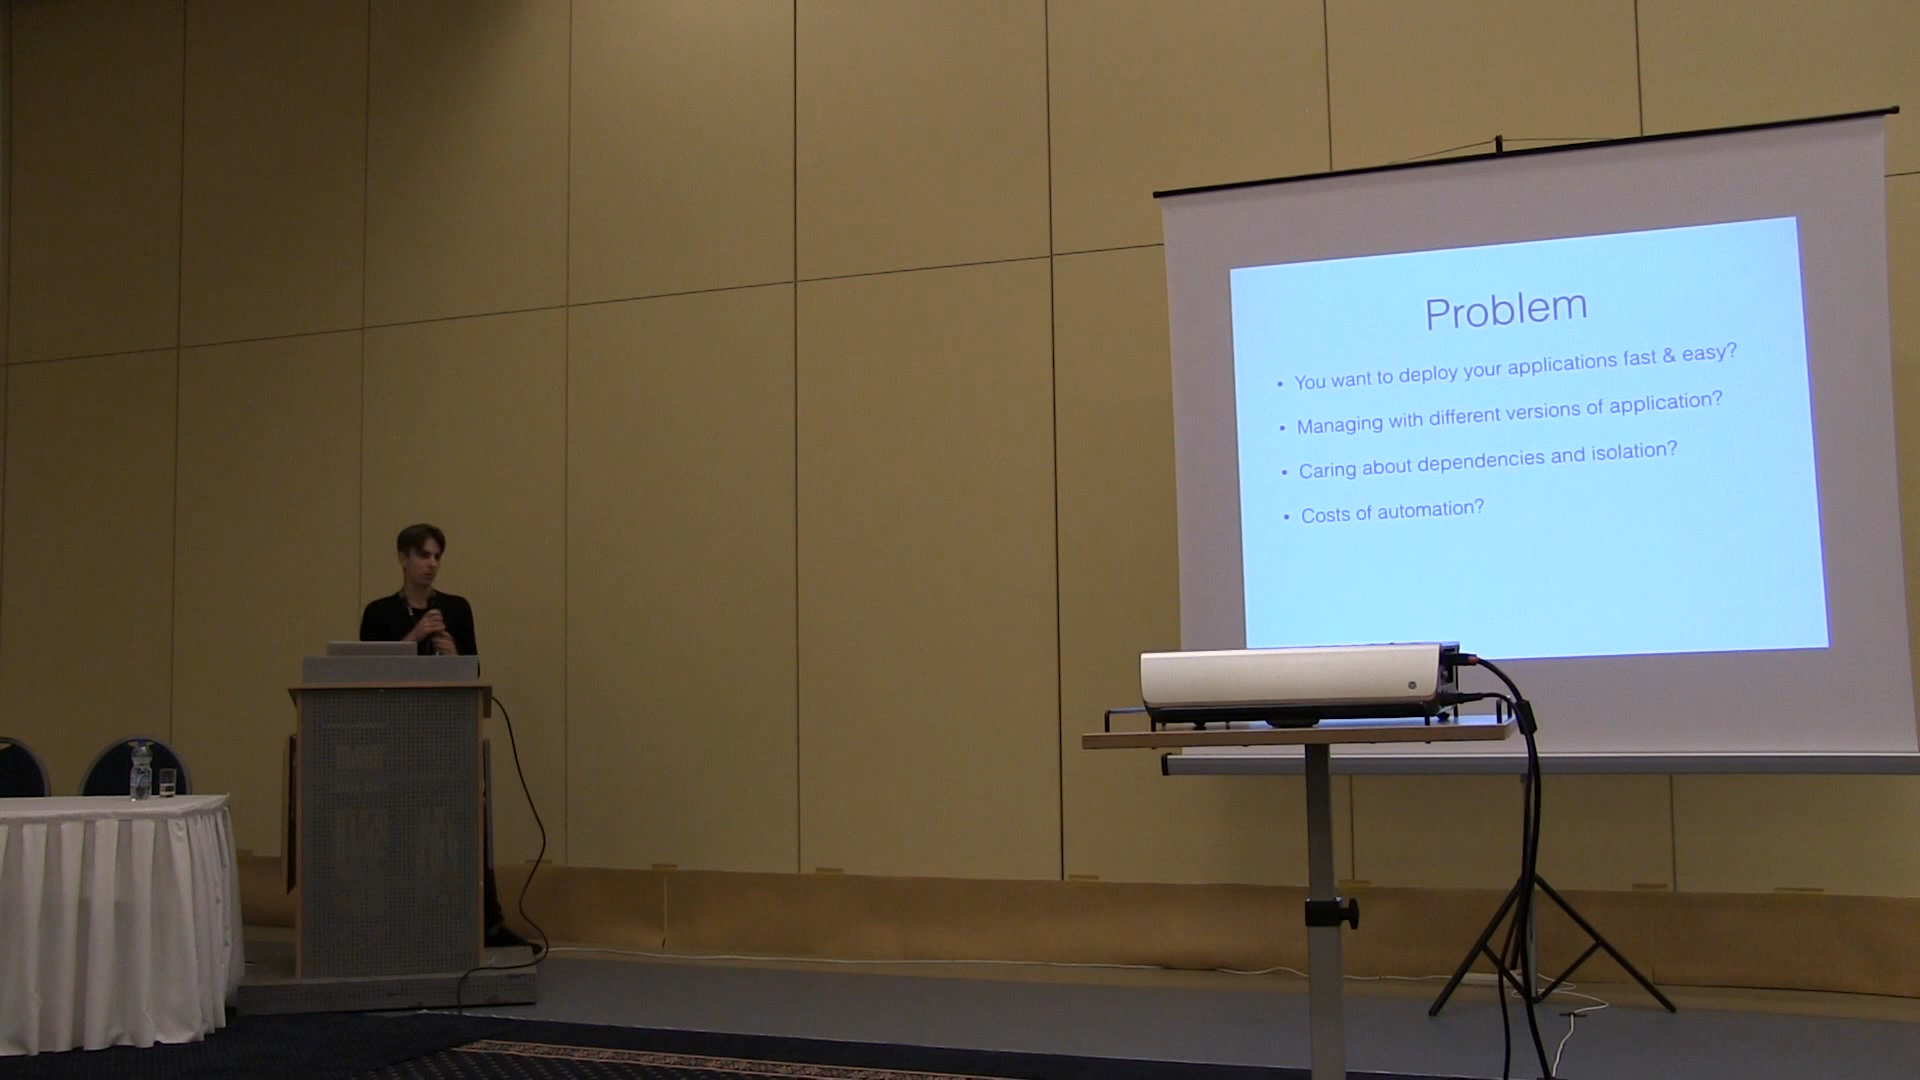 Problem
• You want to deploy your applications fast & easy?
• Managing with different versions of application?
• Caring about dependencies and isolation?
• Costs of automation?